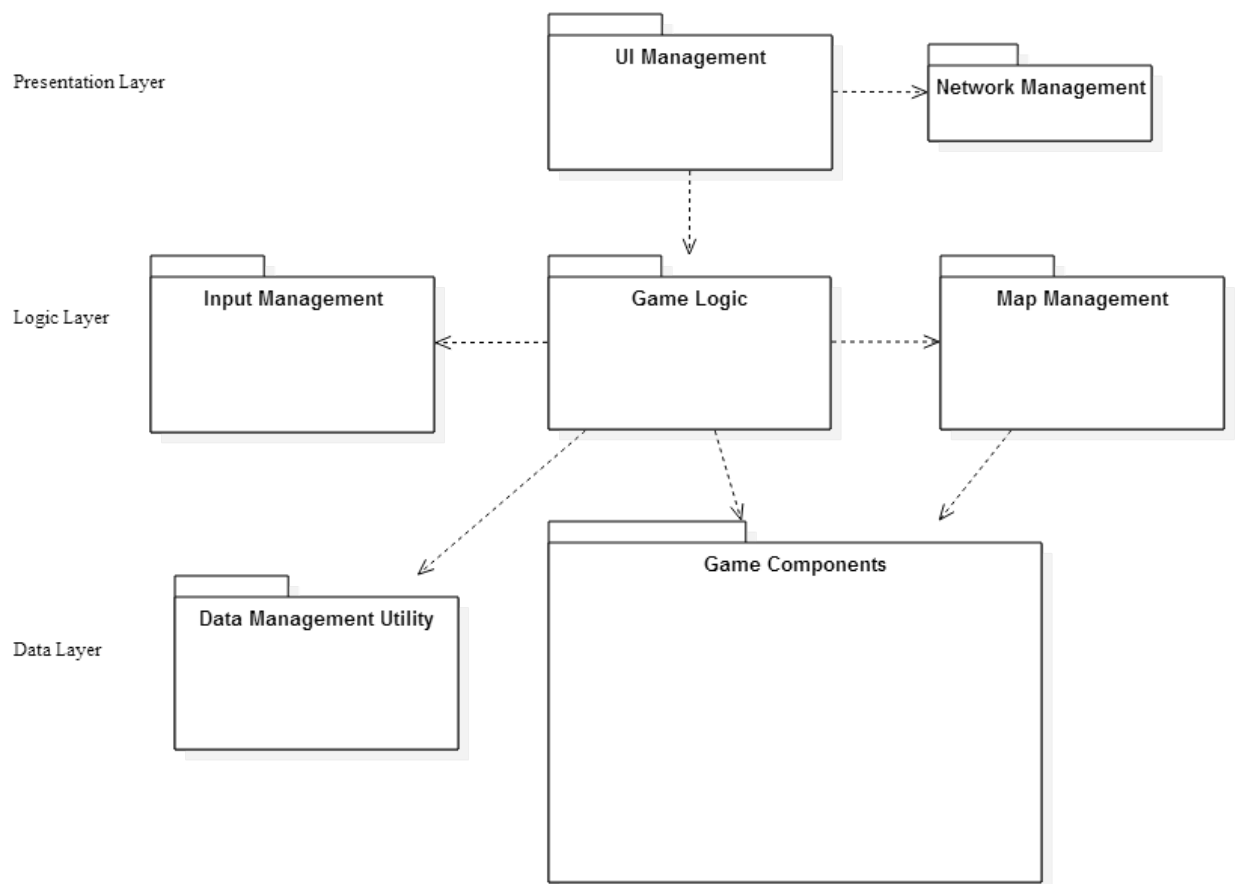 Presentation Layer
UI Management
Network Management
Logic Layer
Input Management
Game Logic
Map Management
Data Layer
Data Management Utility
Game Components